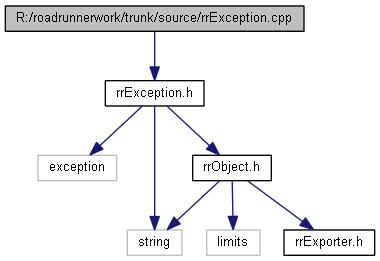 R:/roadrunnerwork/trunk/source/rrException.cpp
rrException.h
exception
rrObject.h
string
limits
rrExporter.h